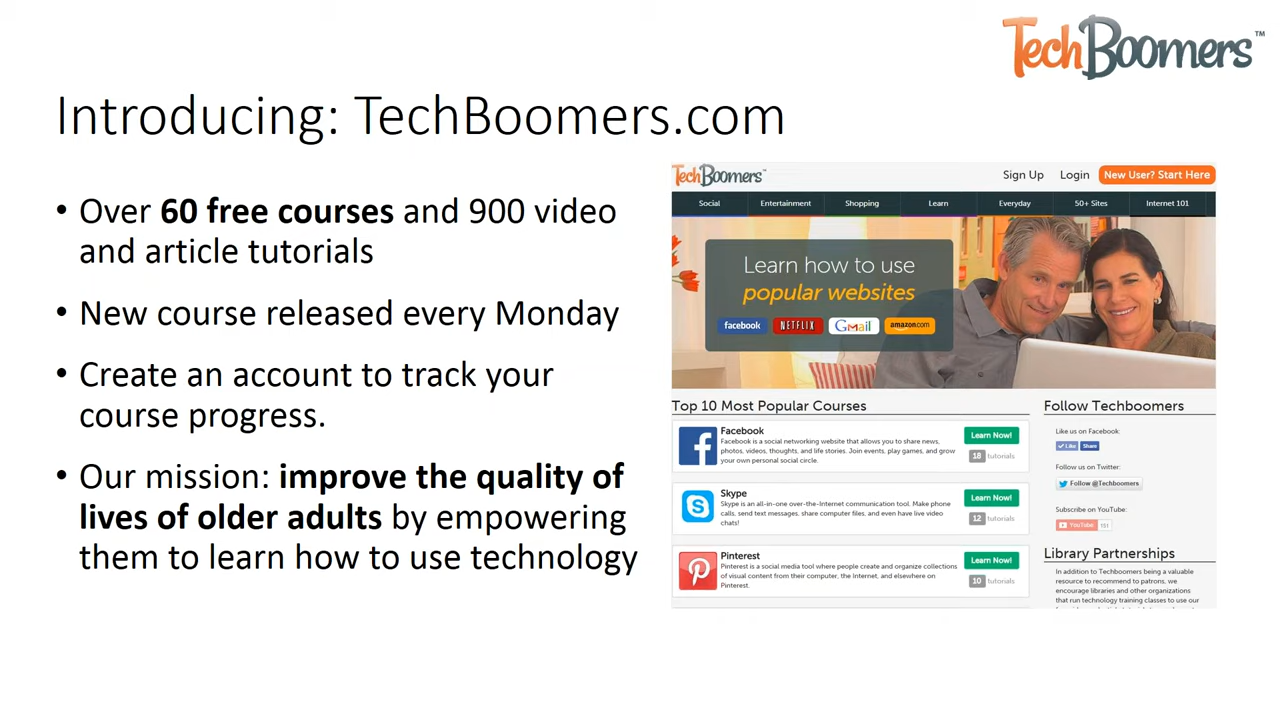 TechBoomers™
Introducing: TechBoomers.com
• Over 60 free courses and 900 video
and article tutorials
• New course released every Monday
• Create an account to track your
course progress.
• Our mission: improve the quality of
lives of older adults by empowering
them to learn how to use technology
TechBoomers™
Sign Up Login New User? Start Here
Social Entertainment Shopping Learn Everyday 50+ Sites Internet 101
Learn how to use
popular websites
facebook NETFLIX Gmail amazon.com
Top 10 Most Popular Courses
Facebook
Facebook is a social networking website that allows you to share news,
photos, videos, thoughts, and life stories. Join events, play games, and grow
your own personal social circle.
Learn Now!
18 tutorials
Skype
Skype is an all-in-one over-the-Internet communication tool. Make phone
calls, send text messages, share computer files, and even have live video
chats!
Learn Now!
12 tutorials
Pinterest
Pinterest is a social media tool where people create and organize collections
of visual content from their computer, the Internet, and elsewhere on
Pinterest.
Learn Now!
10 tutorials
Follow Techboomers
Like us on Facebook:
Like Share
Follow us on Twitter:
Follow @Techboomers
Subscribe on YouTube:
YouTube 151
Library Partnerships
In addition to Techboomers being a valuable
resource to recommend to patrons, we
encourage libraries and other organizations
that run technology training classes to use our